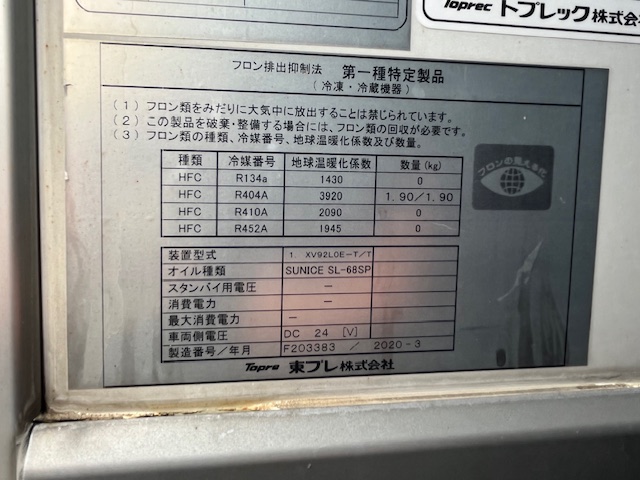 Toprec トプレック株式会
フロン排出抑制法 第一種特定製品
(冷凍・冷蔵機器)
(1) フロン類をみだりに大気中に放出することは禁じられています。
(2) この製品を廃棄・整備する場合には、フロン類の回収が必要です。
(3) フロン類の種類、冷媒番号、地球温暖化係数及び数量。
種類 冷媒番号 地球温暖化係数 数量(kg)
HFC R134a 1430 0
HFC R404A 3920 1.90/1.90
HFC R410A 2090 0
HFC R452A 1945 0
フロンの見える化
装置型式 1. XV92LOE-T/T
オイル種類 SUNICE SL-68SP
スタンバイ用電圧 −
消費電力 −
最大消費電力 −
車両側電圧 DC 24 [V]
製造番号/年月 F203383 / 2020-3
Topre 東プレ株式会社